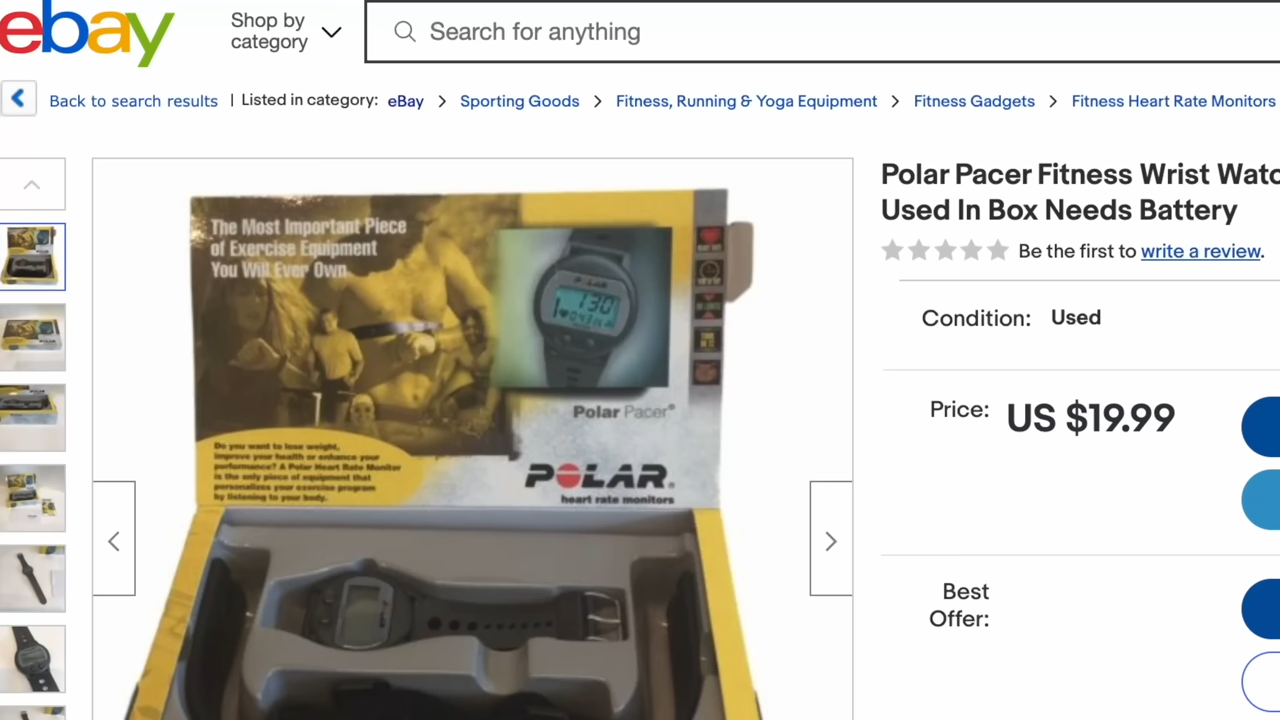 ebay
Shop by
category
Search for anything
Back to search results | Listed in category: eBay > Sporting Goods > Fitness, Running & Yoga Equipment > Fitness Gadgets > Fitness Heart Rate Monitors
Polar Pacer Fitness Wrist Watc
Used In Box Needs Battery
Be the first to write a review.
Condition: Used
Price: US $19.99
Best
Offer:
The Most Important Piece
of Exercise Equipment
You Will Ever Own
POLAR
130
Polar Pacer®
Do you want to lose weight,
improve your health or enhance your
performance? A Polar Heart Rate Monitor
is the only piece of equipment that
personalizes your exercise program
by listening to your body.
POLAR®
heart rate monitors